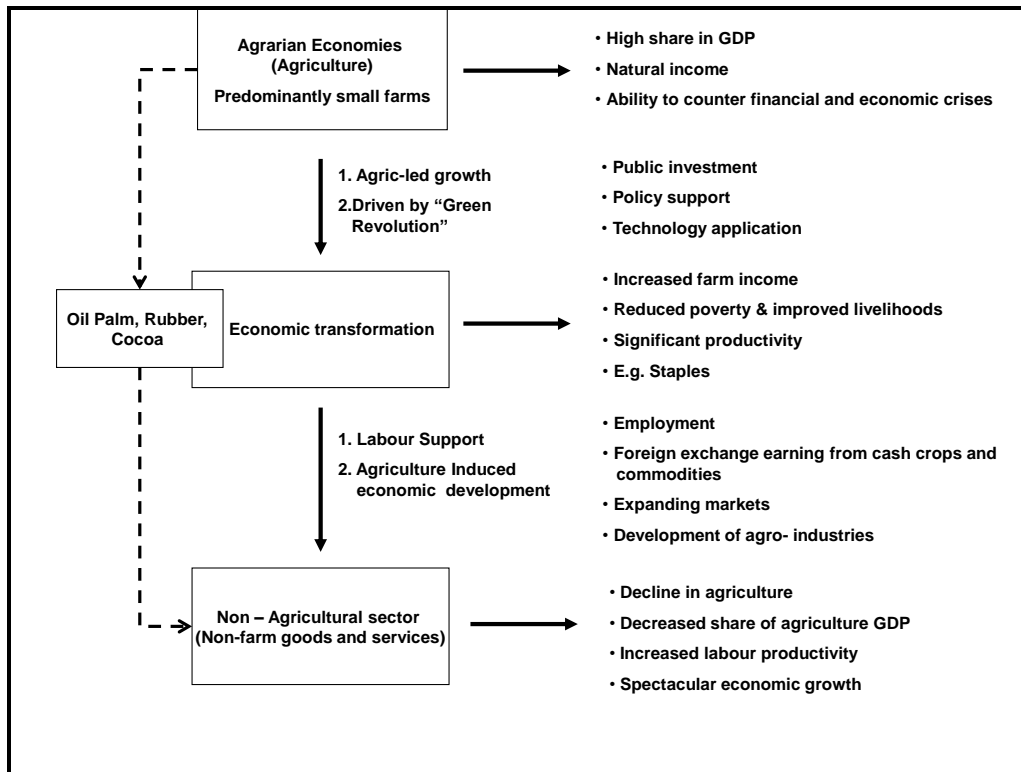 Agrarian Economies
(Agriculture)
Predominantly small farms
• High share in GDP
• Natural income
• Ability to counter financial and economic crises
1. Agric-led growth
2.Driven by “Green
Revolution”
• Public investment
• Policy support
• Technology application
Oil Palm, Rubber,
Cocoa
Economic transformation
• Increased farm income
• Reduced poverty & improved livelihoods
• Significant productivity
• E.g. Staples
1. Labour Support
2. Agriculture Induced
economic development
• Employment
• Foreign exchange earning from cash crops and
commodities
• Expanding markets
• Development of agro- industries
Non – Agricultural sector
(Non-farm goods and services)
• Decline in agriculture
• Decreased share of agriculture GDP
• Increased labour productivity
• Spectacular economic growth